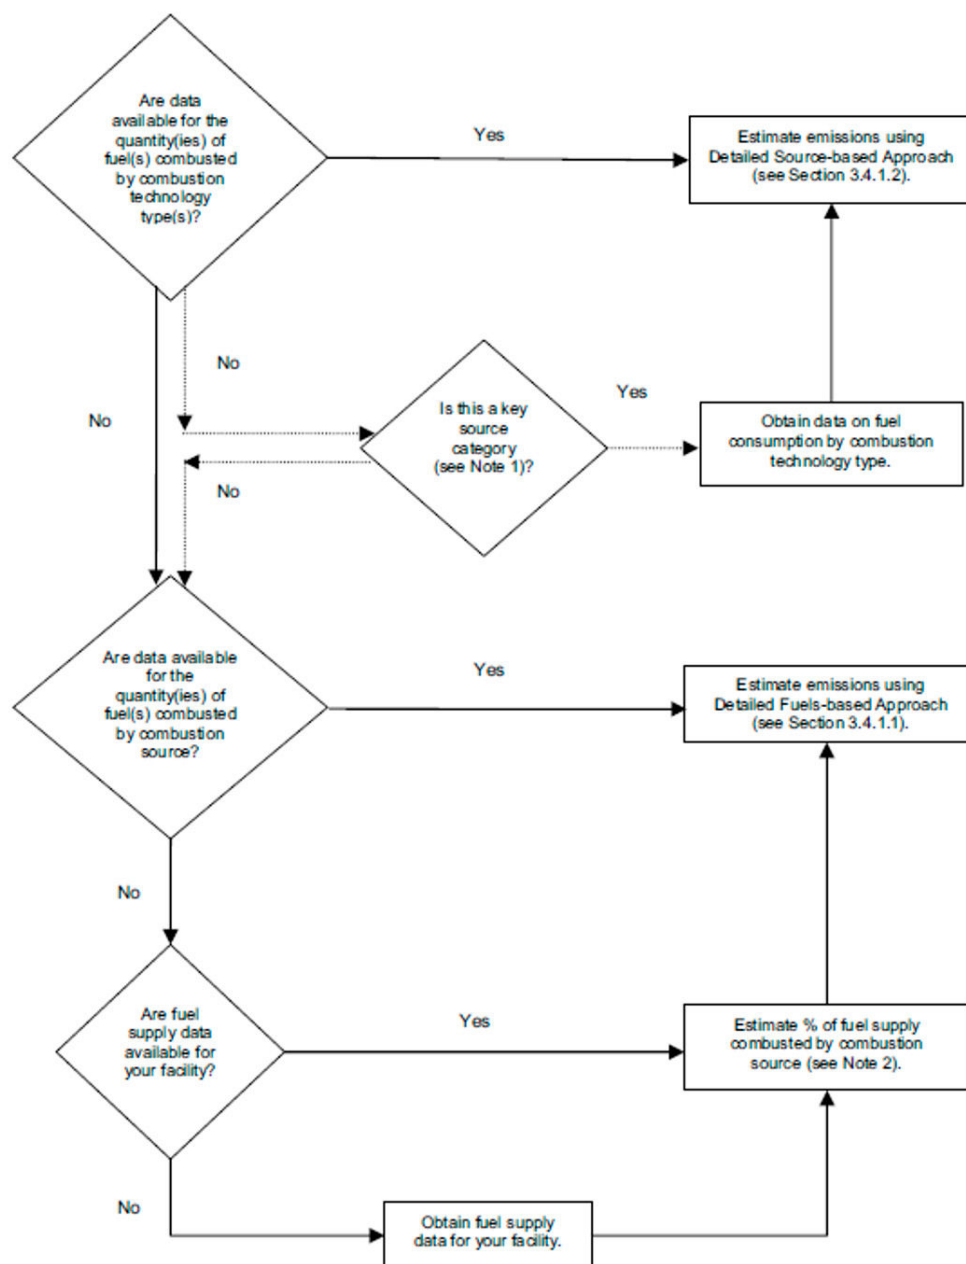 Are data
available for the
quantity(ies) of
fuel(s) combusted
by combustion
technology
type(s)?
Yes
Estimate emissions using
Detailed Source-based Approach
(see Section 3.4.1.2).
No
No
Is this a key
source
category
(see Note 1)?
Yes
Obtain data on fuel
consumption by combustion
technology type.
No
Are data available
for the
quantity(ies) of
fuel(s) combusted
by combustion
source?
Yes
Estimate emissions using
Detailed Fuels-based Approach
(see Section 3.4.1.1).
No
Are fuel
supply data
available for
your facility?
Yes
Estimate % of fuel supply
combusted by combustion
source (see Note 2).
No
Obtain fuel supply
data for your facility.